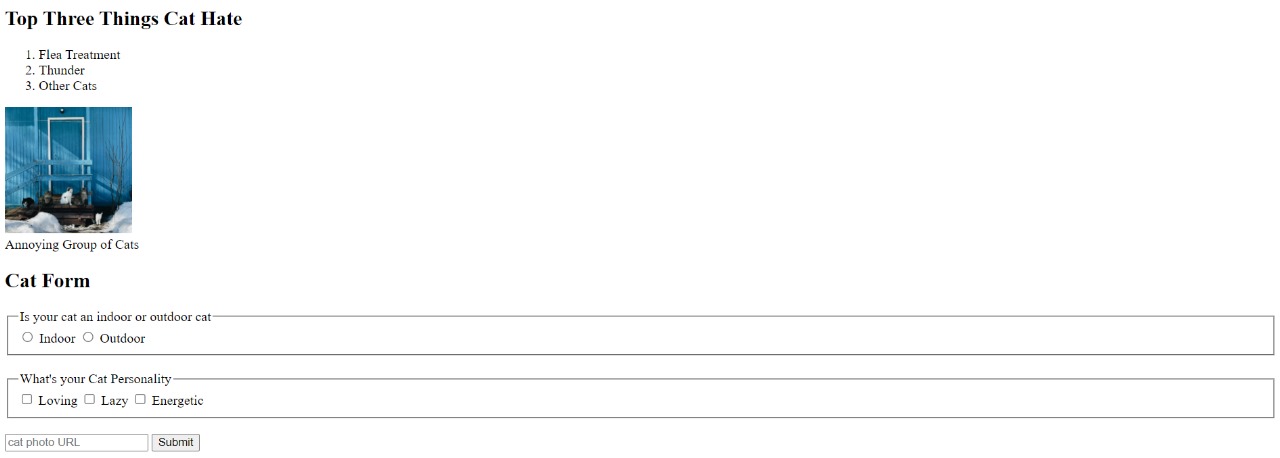 Top Three Things Cat Hate
1. Flea Treatment
2. Thunder
3. Other Cats
Annoying Group of Cats
Cat Form
Is your cat an indoor or outdoor cat
Indoor Outdoor
What's your Cat Personality
Loving Lazy Energetic
cat photo URL Submit